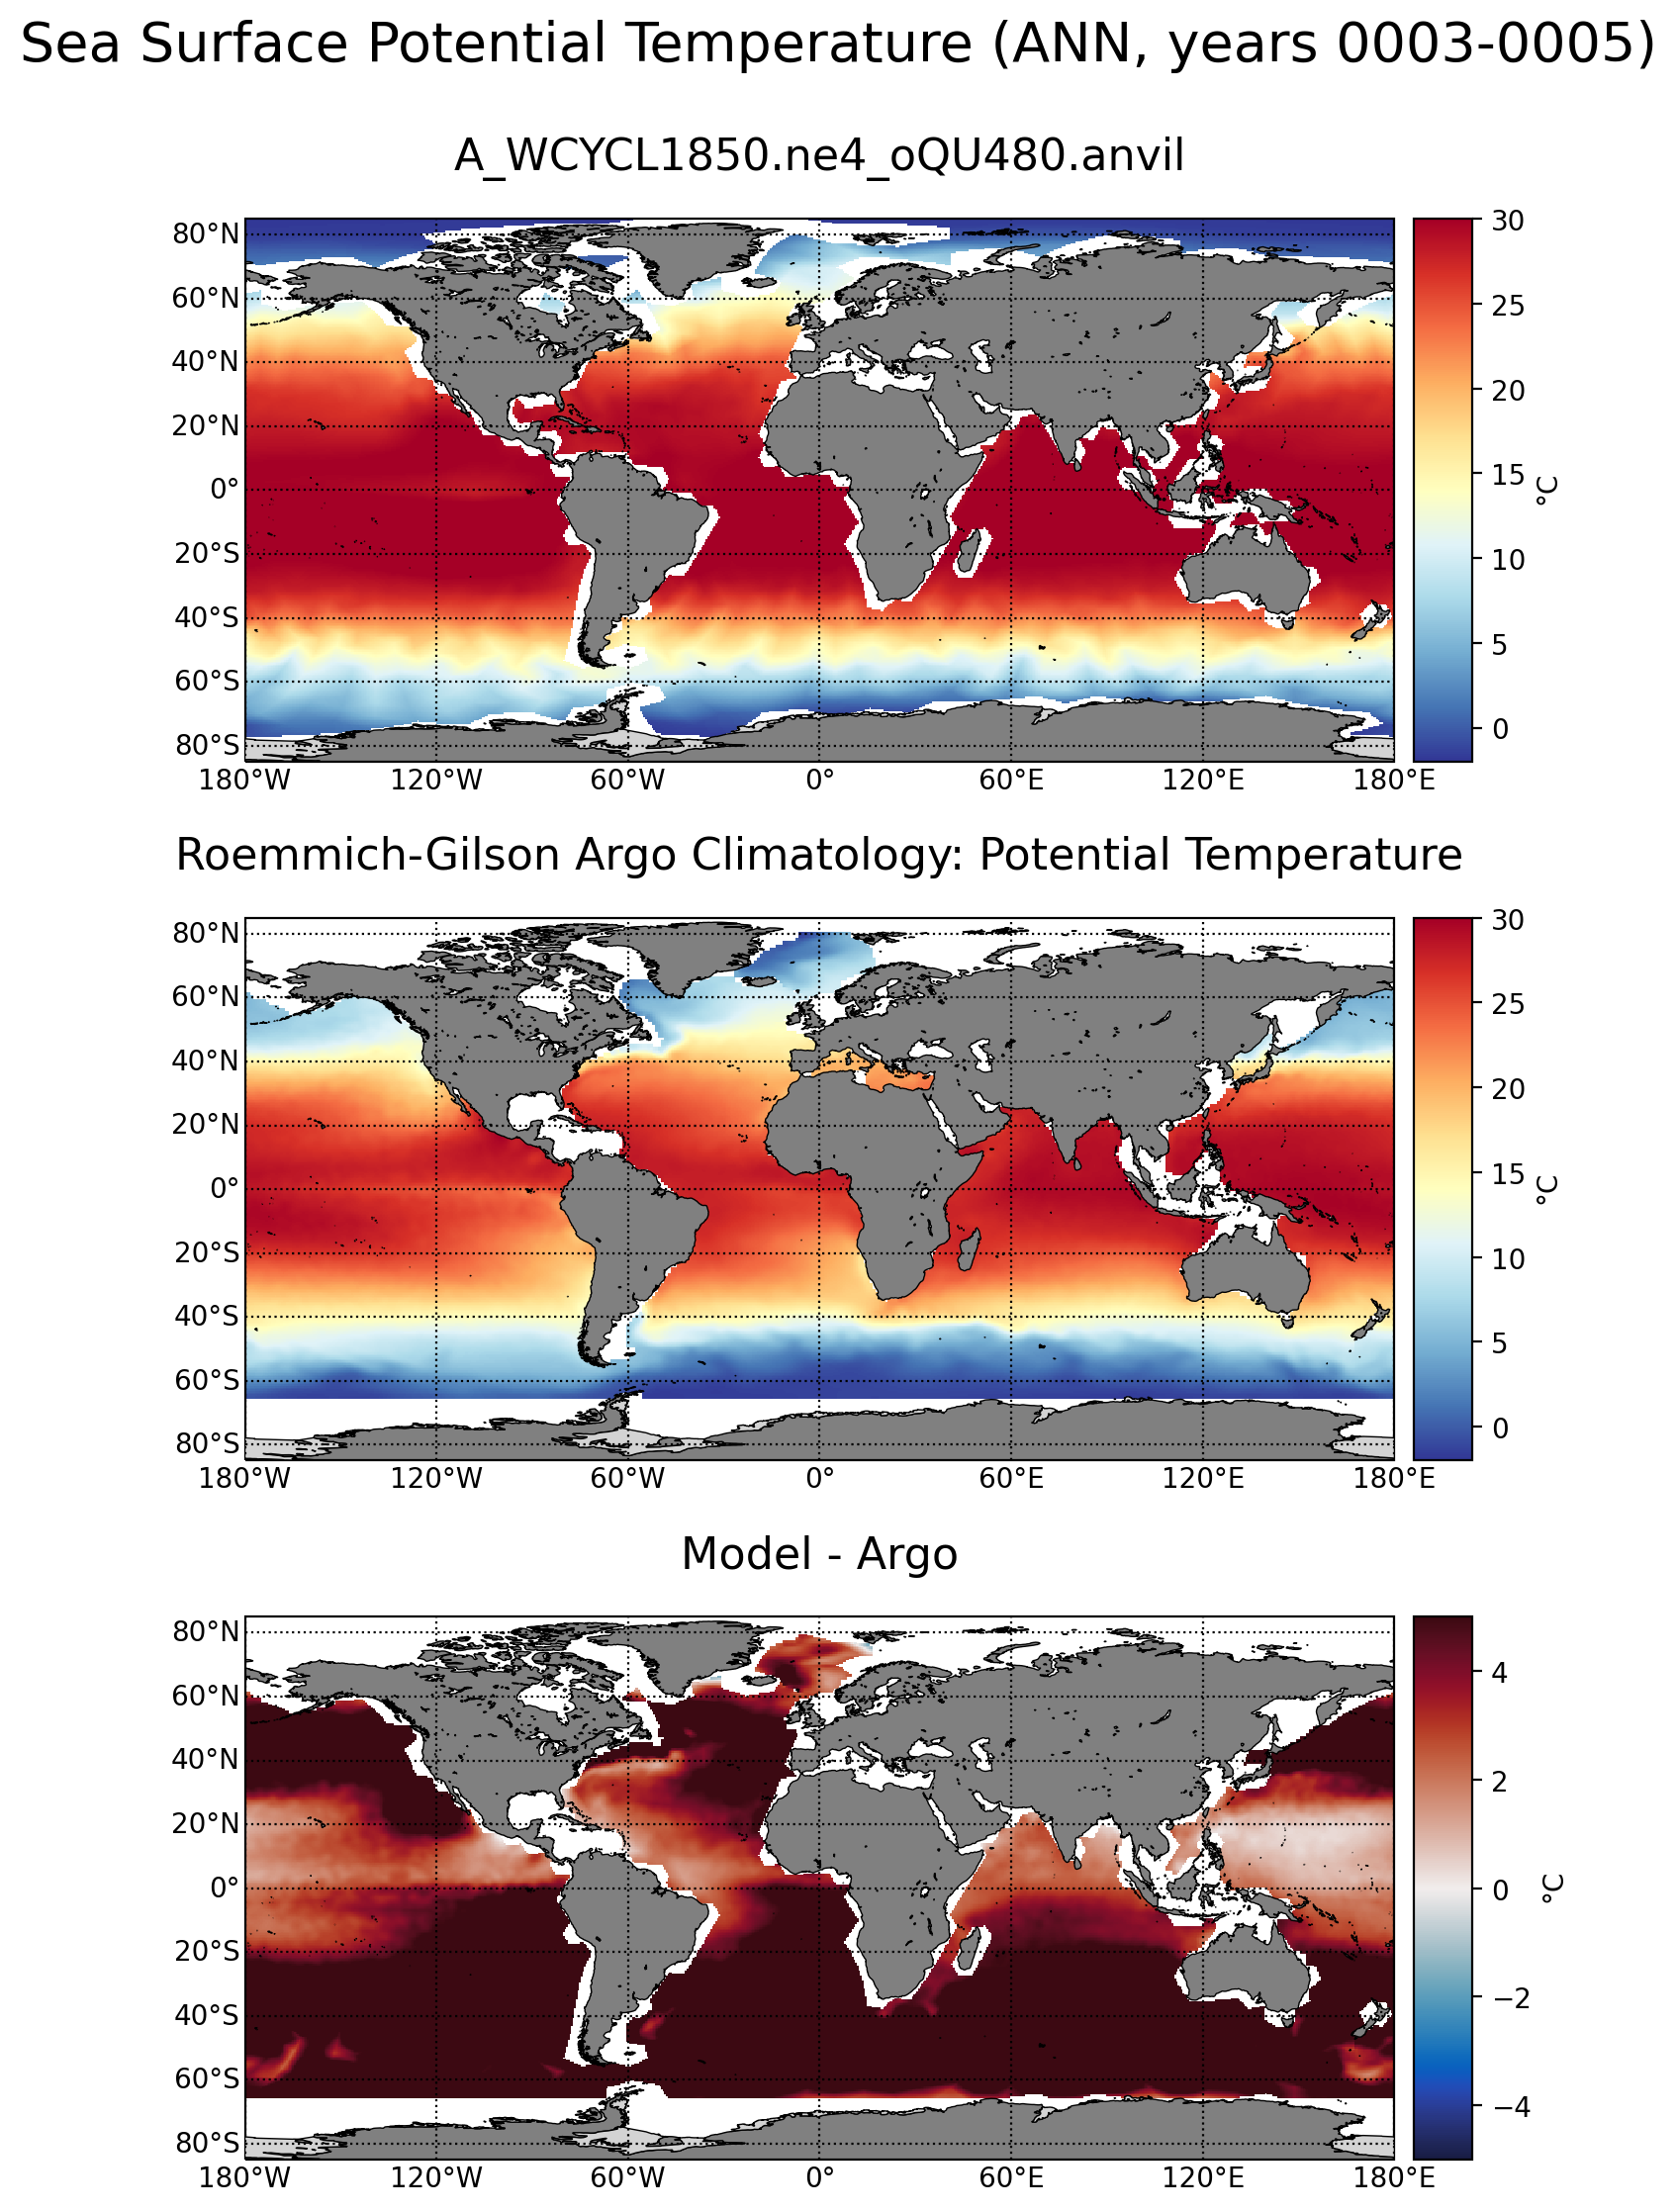 Sea Surface Potential Temperature (ANN, years 0003-0005)
A_WCYCL1850.ne4_oQU480.anvil
80°N
60°N
40°N
20°N
0°
20°S
40°S
60°S
80°S
180°W 120°W 60°W 0° 60°E 120°E 180°E
30
25
20
15
10
5
0
°C
Roemmich-Gilson Argo Climatology: Potential Temperature
80°N
60°N
40°N
20°N
0°
20°S
40°S
60°S
80°S
180°W 120°W 60°W 0° 60°E 120°E 180°E
30
25
20
15
10
5
0
°C
Model - Argo
80°N
60°N
40°N
20°N
0°
20°S
40°S
60°S
80°S
180°W 120°W 60°W 0° 60°E 120°E 180°E
4
2
0
−2
−4
°C